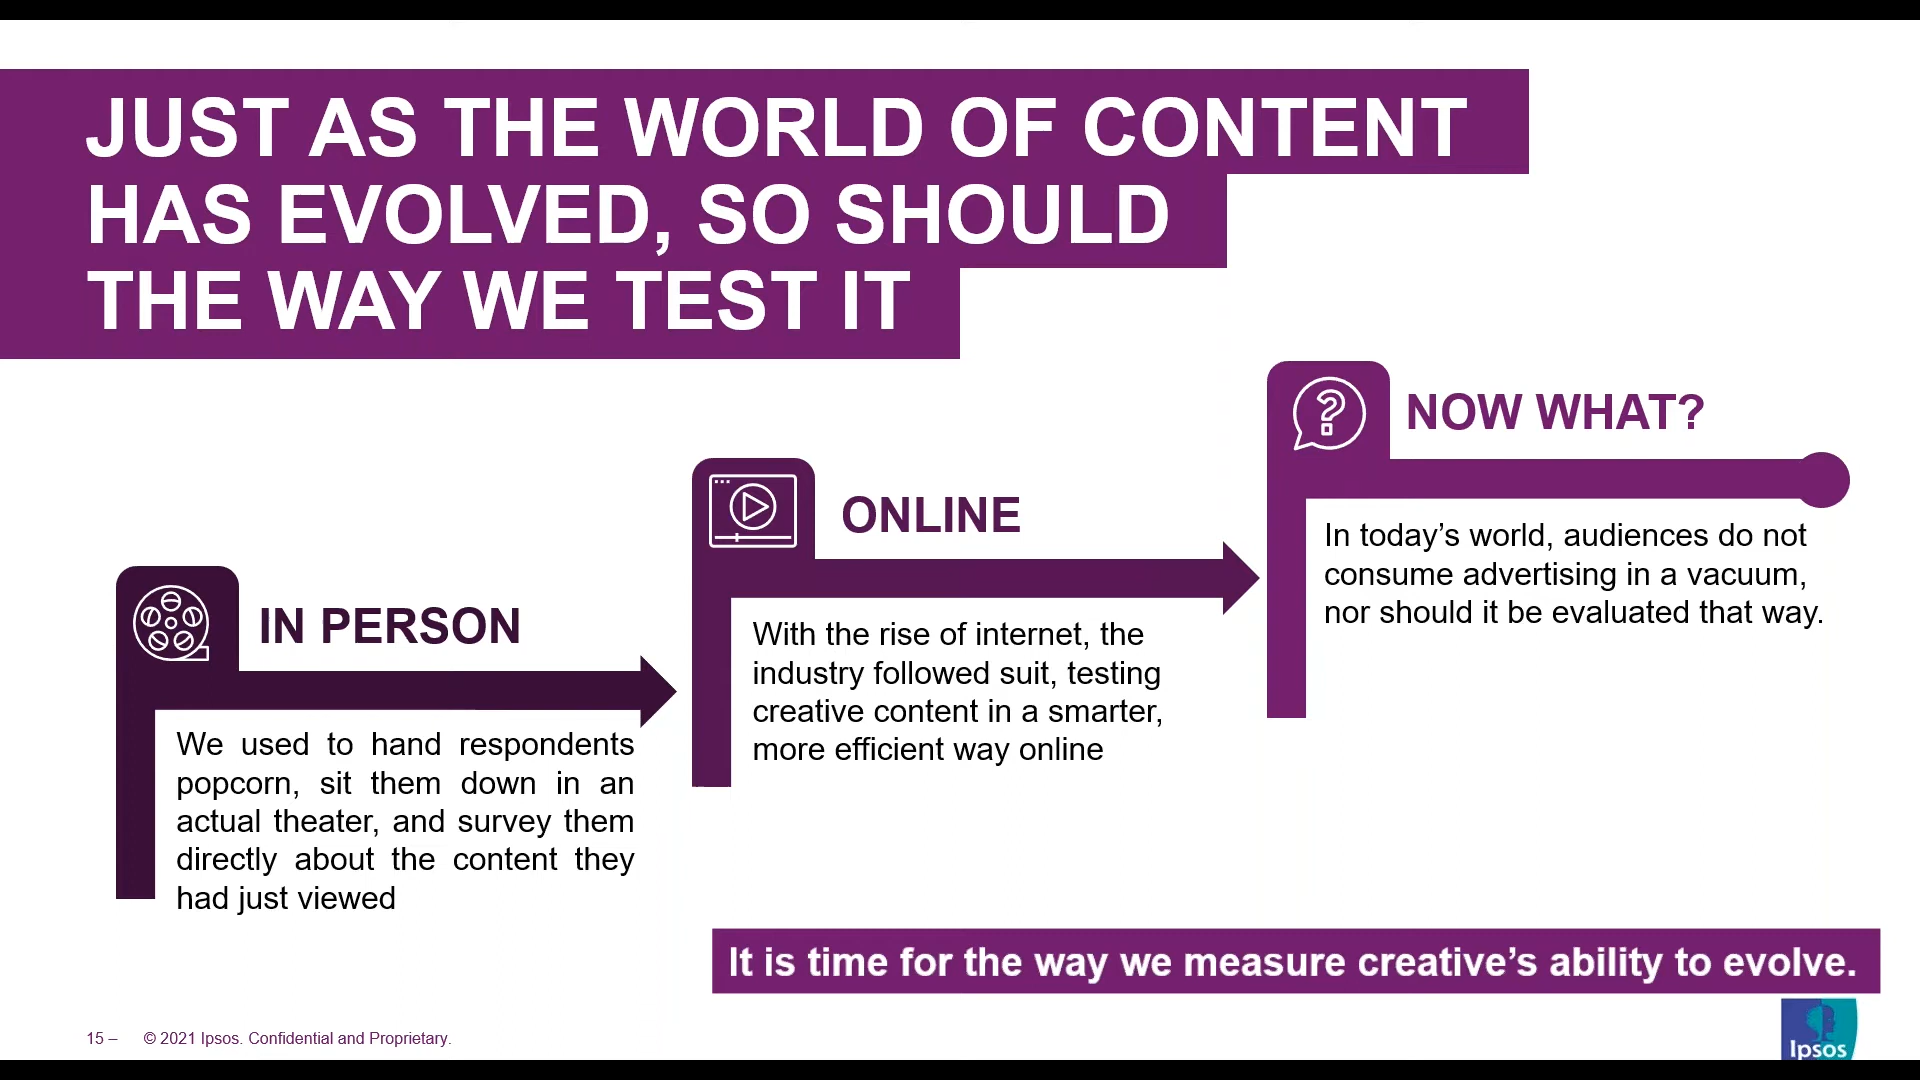 JUST AS THE WORLD OF CONTENT
HAS EVOLVED, SO SHOULD
THE WAY WE TEST IT
IN PERSON
We used to hand respondents
popcorn, sit them down in an
actual theater, and survey them
directly about the content they
had just viewed
ONLINE
With the rise of internet, the
industry followed suit, testing
creative content in a smarter,
more efficient way online
NOW WHAT?
In today’s world, audiences do not
consume advertising in a vacuum,
nor should it be evaluated that way.
It is time for the way we measure creative’s ability to evolve.
15 – © 2021 Ipsos. Confidential and Proprietary.
Ipsos